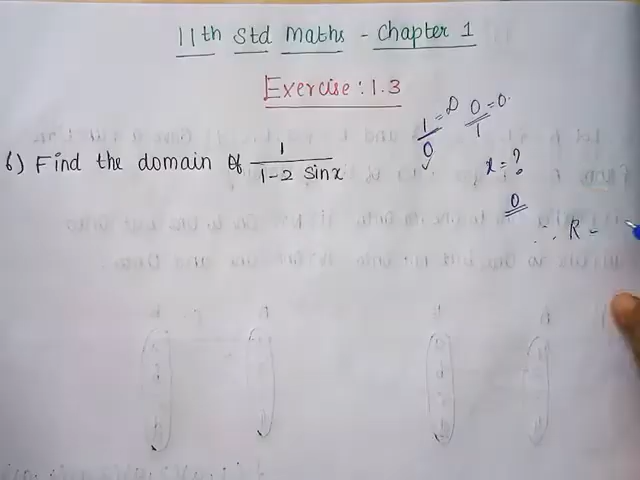 11th Std Maths - Chapter 1
Exercise: 1.3
6) Find the domain of 1/(1-2 sinx)
1/0 = 0/1 = 0.
x = ?
0
∴ R -